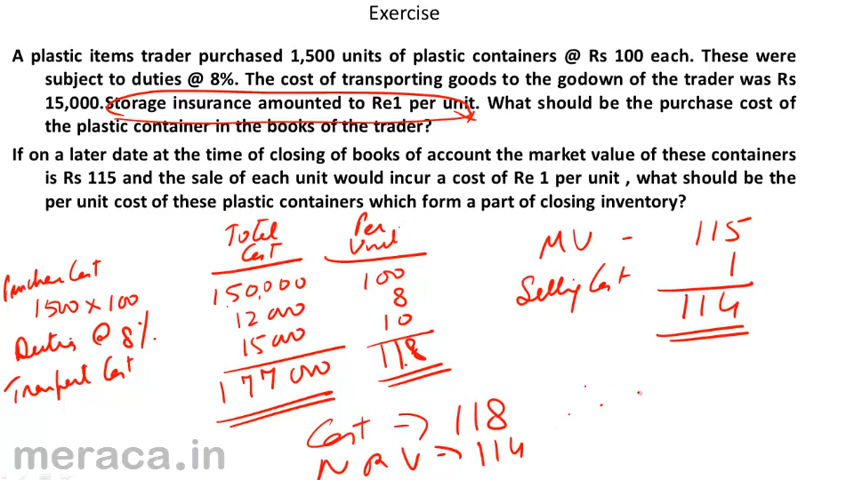 Exercise
A plastic items trader purchased 1,500 units of plastic containers @ Rs 100 each. These were
subject to duties @ 8%. The cost of transporting goods to the godown of the trader was Rs
15,000.Storage insurance amounted to Re1 per unit. What should be the purchase cost of
the plastic container in the books of the trader?
If on a later date at the time of closing of books of account the market value of these containers
is Rs 115 and the sale of each unit would incur a cost of Re 1 per unit , what should be the
per unit cost of these plastic containers which form a part of closing inventory?
Total Cost
Per Unit
Purchase Cost
1500 x 100
150,000 100
Duties @ 8%
12000 8
Transport Cost
15000 10
177000 118
MV - 115
Selling Cost 1
114
Cost → 118
NRV → 114
meraca.in